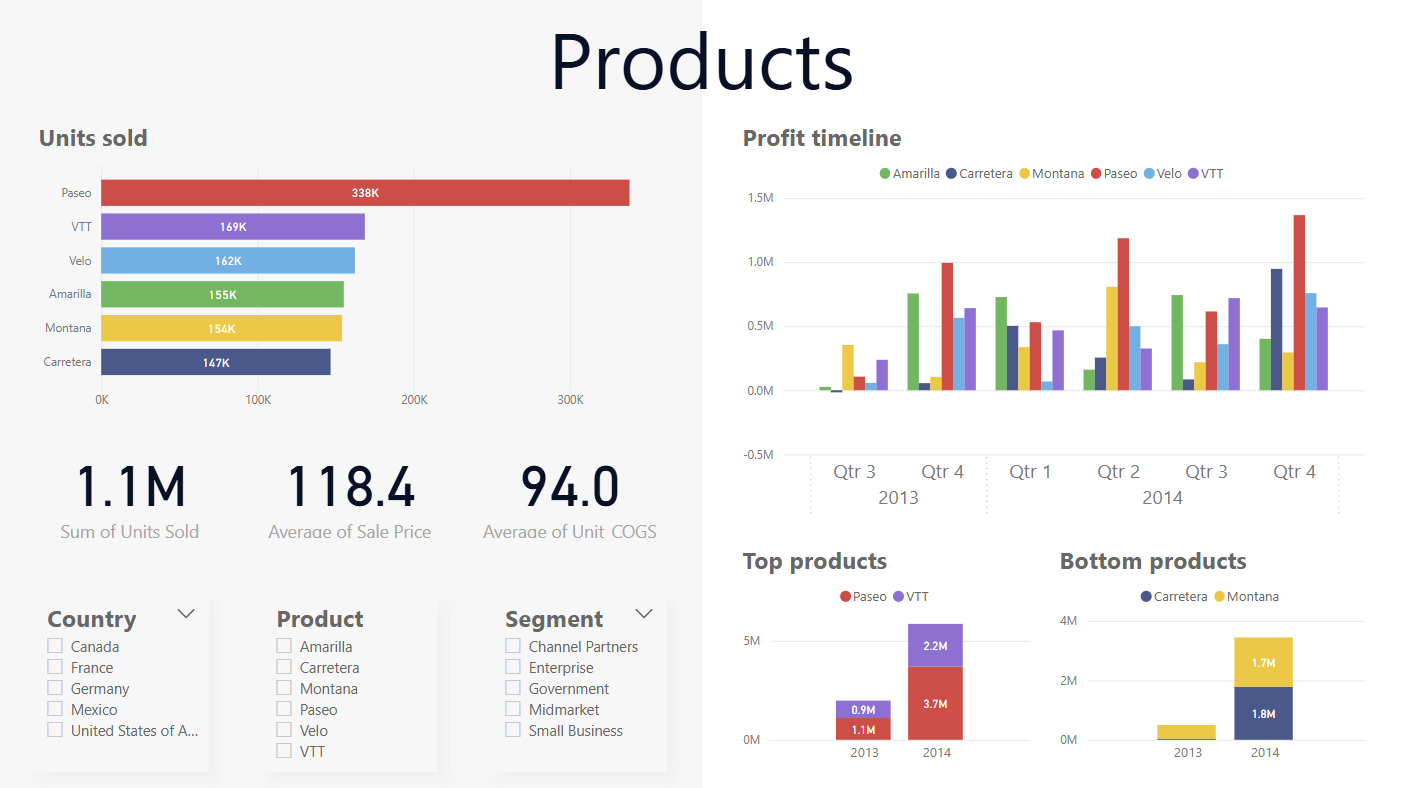 Products
Units sold
Paseo 338K
VTT 169K
Velo 162K
Amarilla 155K
Montana 154K
Carretera 147K
0K 100K 200K 300K
1.1M 118.4 94.0
Sum of Units Sold Average of Sale Price Average of Unit COGS
Country
Canada
France
Germany
Mexico
United States of A...
Product
Amarilla
Carretera
Montana
Paseo
Velo
VTT
Segment
Channel Partners
Enterprise
Government
Midmarket
Small Business
Profit timeline
Amarilla Carretera Montana Paseo Velo VTT
1.5M
1.0M
0.5M
0.0M
-0.5M
Qtr 3 Qtr 4 Qtr 1 Qtr 2 Qtr 3 Qtr 4
2013 2014
Top products
Paseo VTT
5M
0M
2.2M
0.9M
3.7M
1.1M
2013 2014
Bottom products
Carretera Montana
4M
2M
0M
1.7M
1.8M
2013 2014